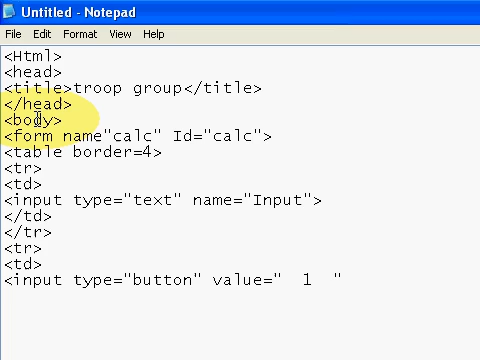 Untitled - Notepad
File Edit Format View Help
<Html>
<head>
<title>troop group</title>
</head>
<body>
<form name"calc" Id="calc">
<table border=4>
<tr>
<td>
<input type="text" name="Input">
</td>
</tr>
<tr>
<td>
<input type="button" value="  1  "